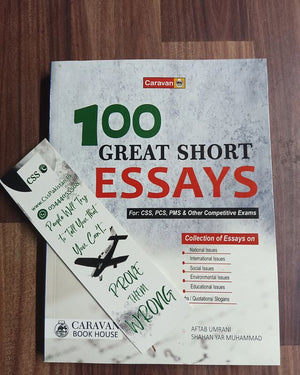 Caravan
100
GREAT SHORT
ESSAYS
For: CSS, PCS, PMS & Other Competitive Exams
Collection of Essays on
National Issues
International Issues
Social Issues
Environmental Issues
Educational Issues
/ Quotational/ Slogans
AFTAB UMRANI
SHAHAN YAR MUHAMMAD
CARAVAN
BOOK HOUSE
CSS
People Will Try
To Tell You That
You Can't...
PROVE
THEM
WRONG